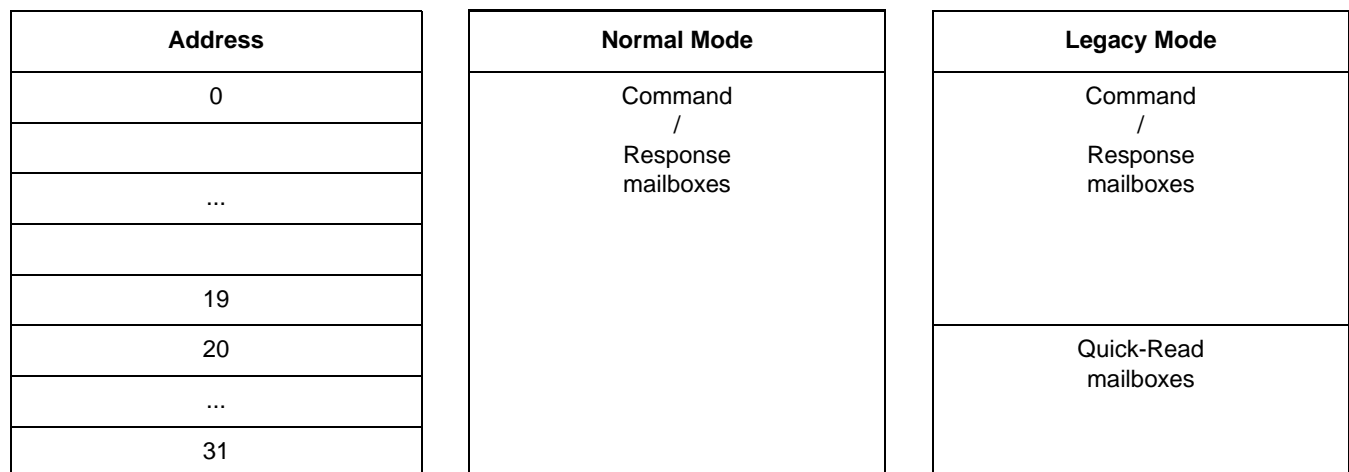 Address
Normal Mode
Legacy Mode
0
Command
/
Response
mailboxes
Command
/
Response
mailboxes
...
19
20
Quick-Read
mailboxes
...
31